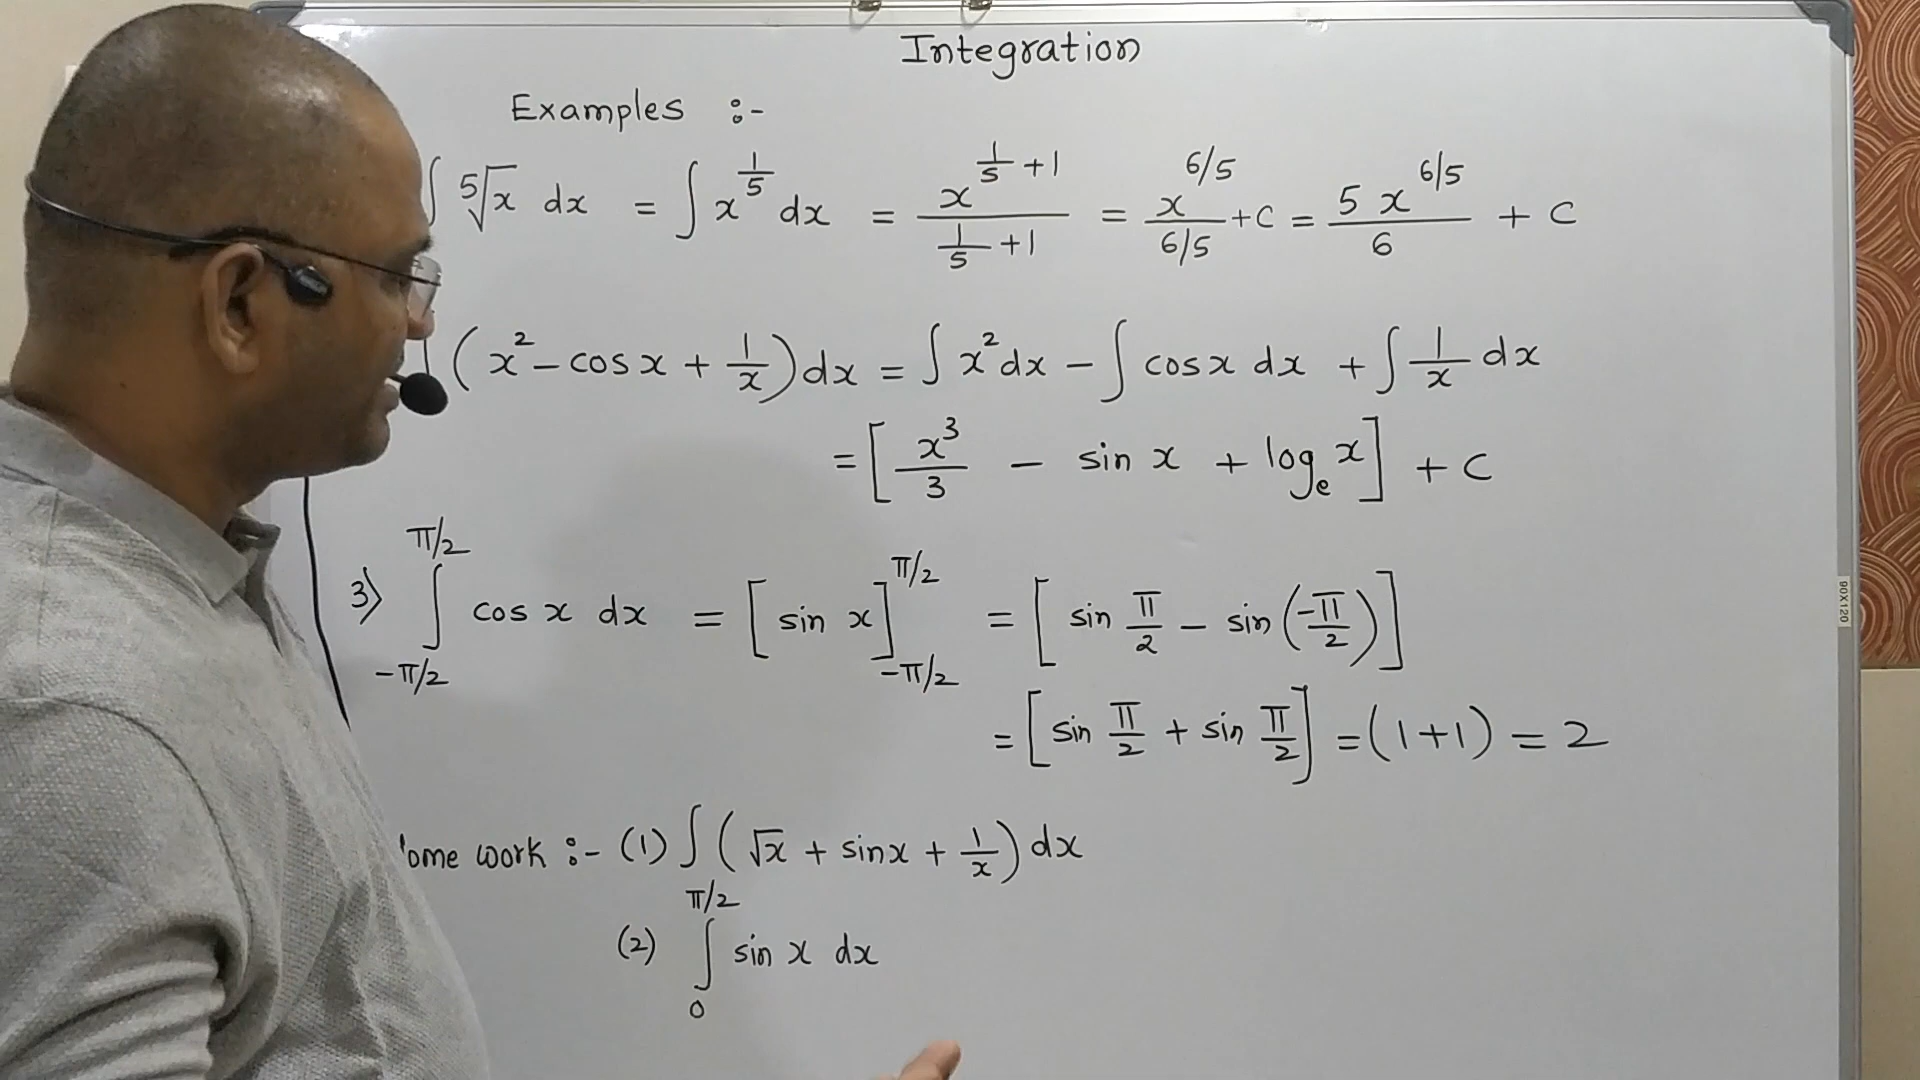 Integration
Examples :-
∫ ⁵√x dx = ∫ x^(1/5) dx = x^(1/5 + 1) / (1/5 + 1) = x^(6/5) / (6/5) + C = 5 x^(6/5) / 6 + C
∫ (x² - cos x + 1/x) dx = ∫ x² dx - ∫ cos x dx + ∫ 1/x dx
= [x³/3 - sin x + logₑ x] + C
3) ∫_{-π/2}^{π/2} cos x dx = [sin x]_{-π/2}^{π/2} = [sin π/2 - sin (-π/2)]
= [sin π/2 + sin π/2] = (1+1) = 2
ome work :- (1) ∫ (√x + sin x + 1/x) dx
(2) ∫_{0}^{π/2} sin x dx
90X120